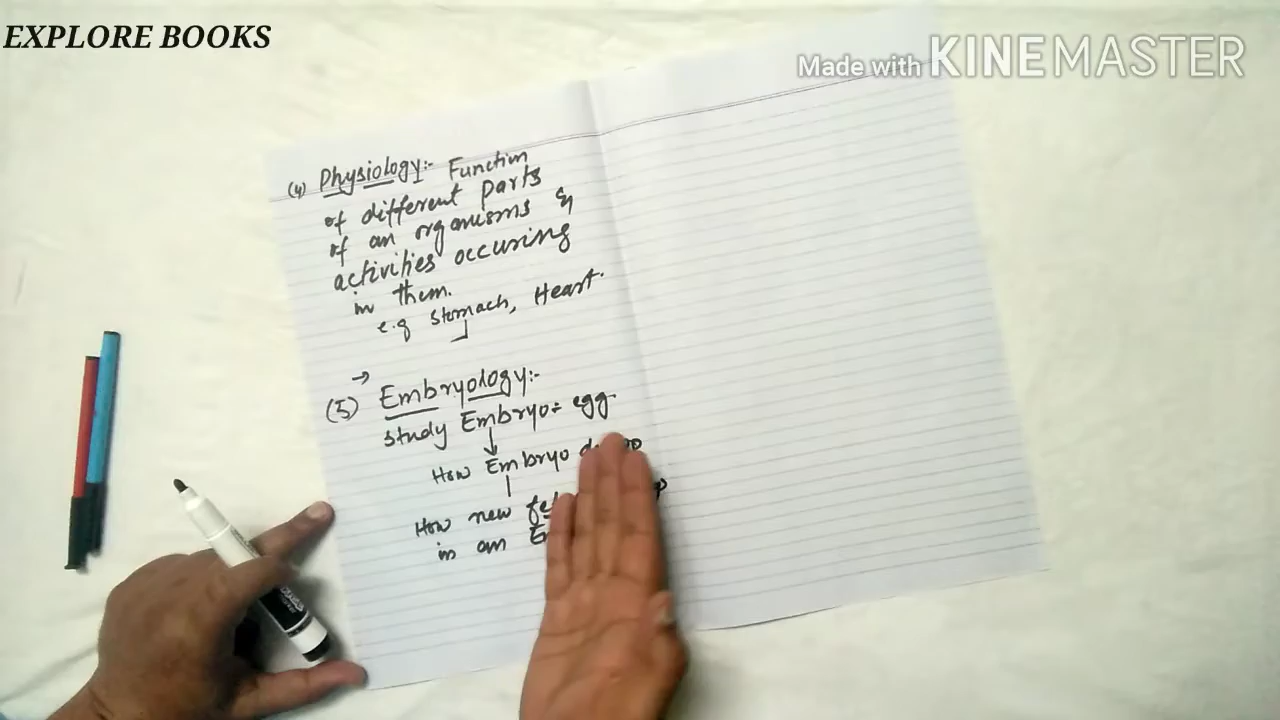 EXPLORE BOOKS
Made with KINEMASTER
(4) Physiology:- Function
of different parts
of an organisms &
activities occuring
in them.
e.g stomach, Heart.
→
(5) Embryology:-
study Embryo= egg.
How Embryo
How new
in an